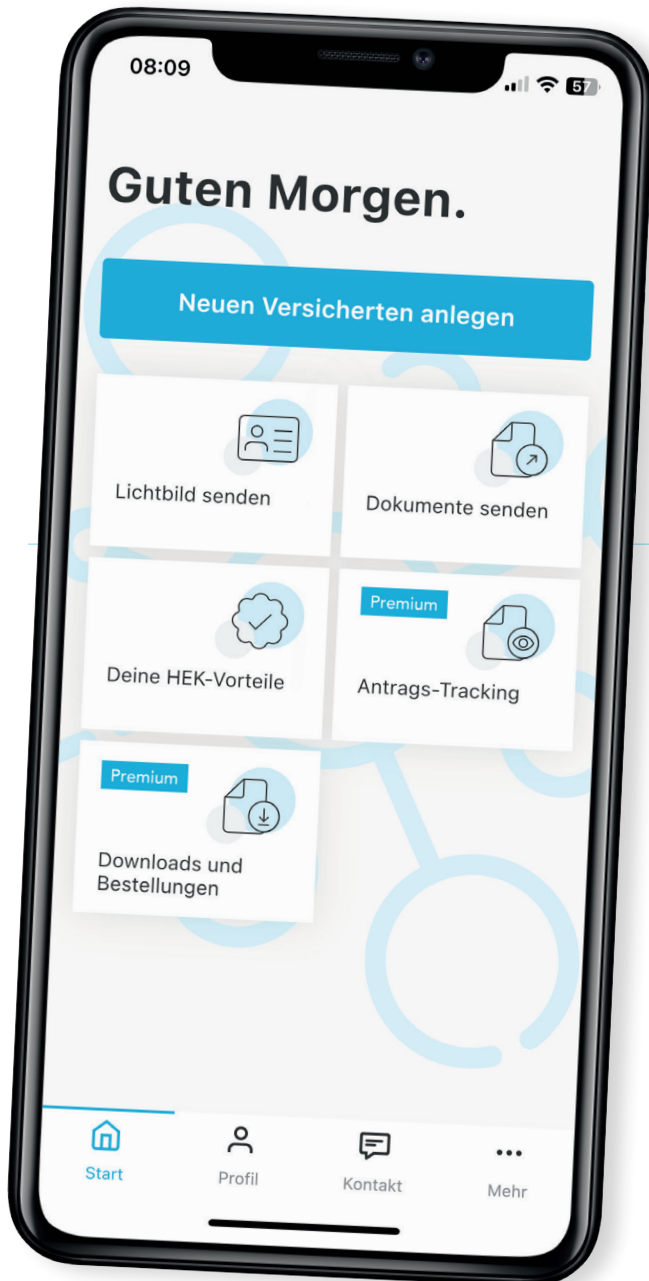 08:09
57
Guten Morgen.
Neuen Versicherten anlegen
Lichtbild senden
Dokumente senden
Deine HEK-Vorteile
Premium
Antrags-Tracking
Premium
Downloads und
Bestellungen
Start
Profil
Kontakt
Mehr